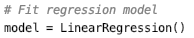 # Fit regression model
model = LinearRegression()